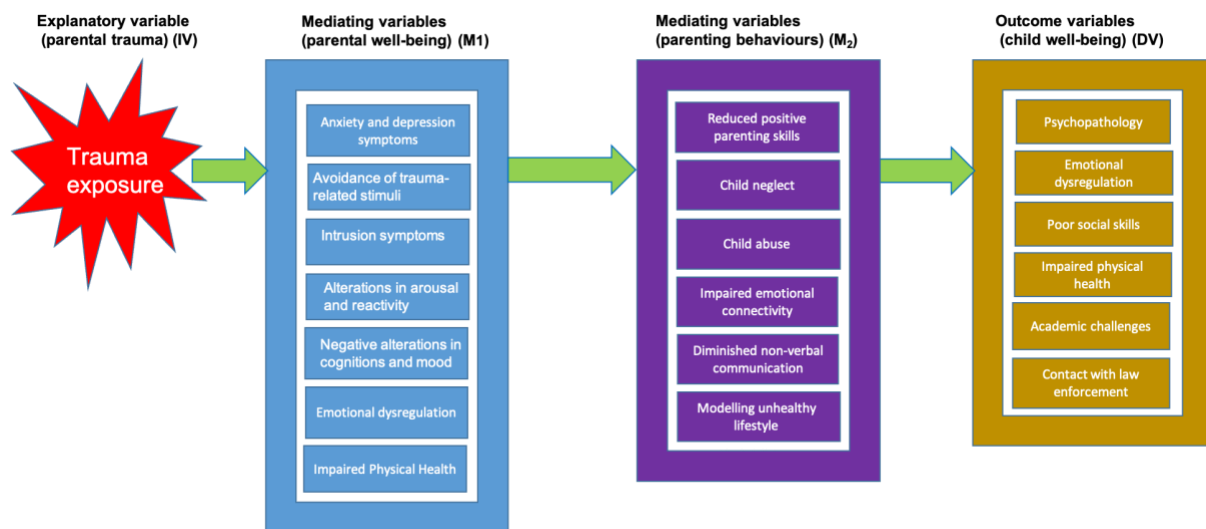 Explanatory variable
(parental trauma) (IV)
Trauma
exposure
Mediating variables
(parental well-being) (M1)
Anxiety and depression
symptoms
Avoidance of trauma-
related stimuli
Intrusion symptoms
Alterations in arousal
and reactivity
Negative alterations in
cognitions and mood
Emotional dysregulation
Impaired Physical Health
Mediating variables
(parenting behaviours) (M₂)
Reduced positive
parenting skills
Child neglect
Child abuse
Impaired emotional
connectivity
Diminished non-verbal
communication
Modelling unhealthy
lifestyle
Outcome variables
(child well-being) (DV)
Psychopathology
Emotional
dysregulation
Poor social skills
Impaired physical
health
Academic challenges
Contact with law
enforcement